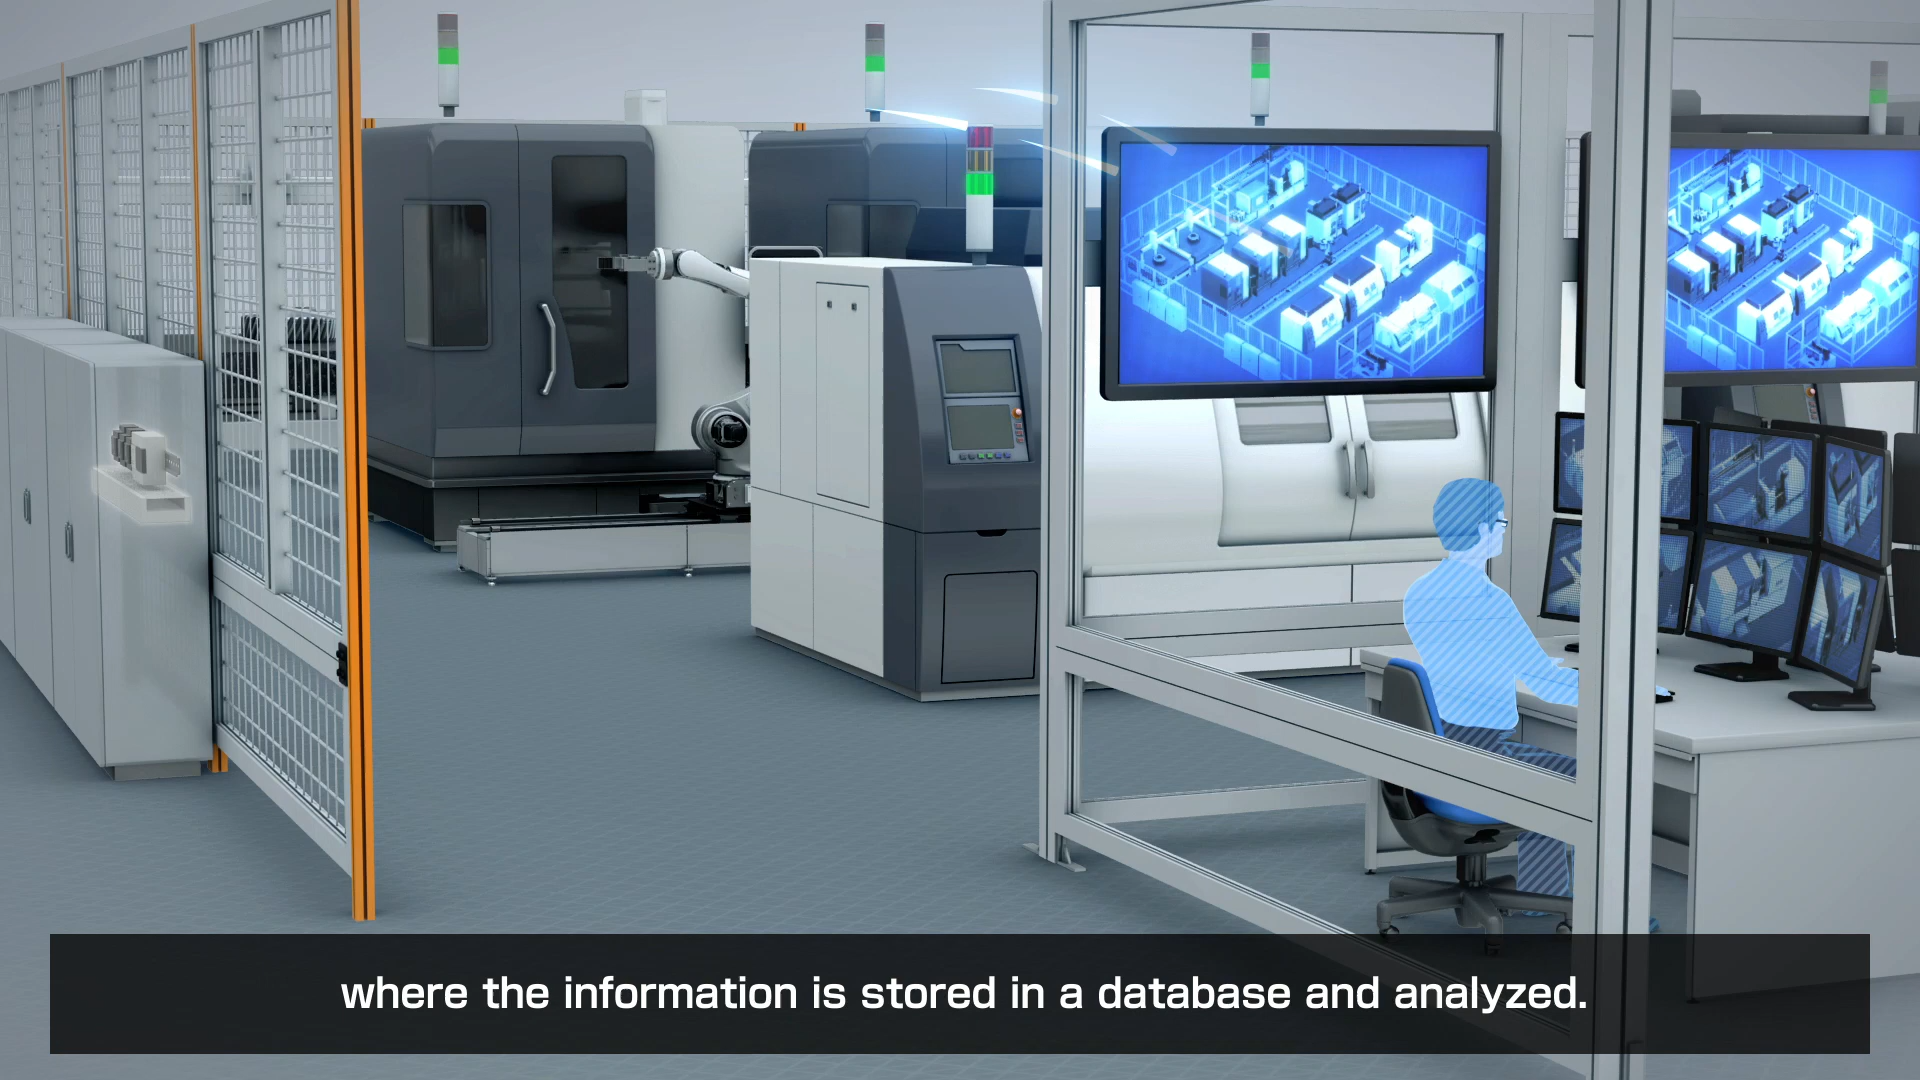 where the information is stored in a database and analyzed.